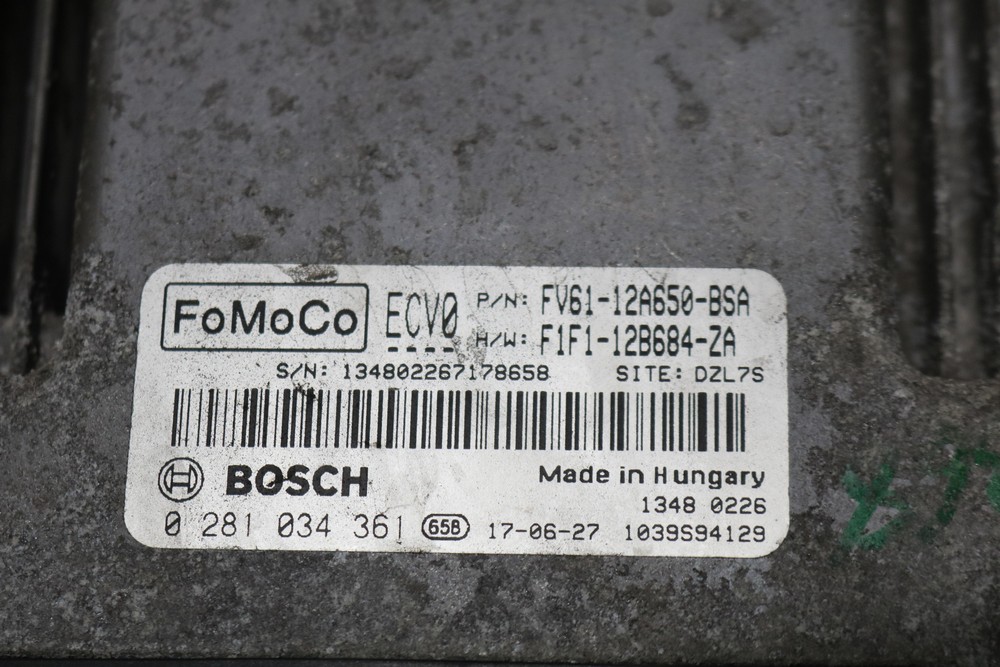 FoMoCo ECV0 P/N: FV61-12A650-BSA
H/W: F1F1-12B684-ZA
S/N: 134802267178658 SITE: DZL7S
BOSCH Made in Hungary
1348 0226
0 281 034 361 65B 17-06-27 1039S94129